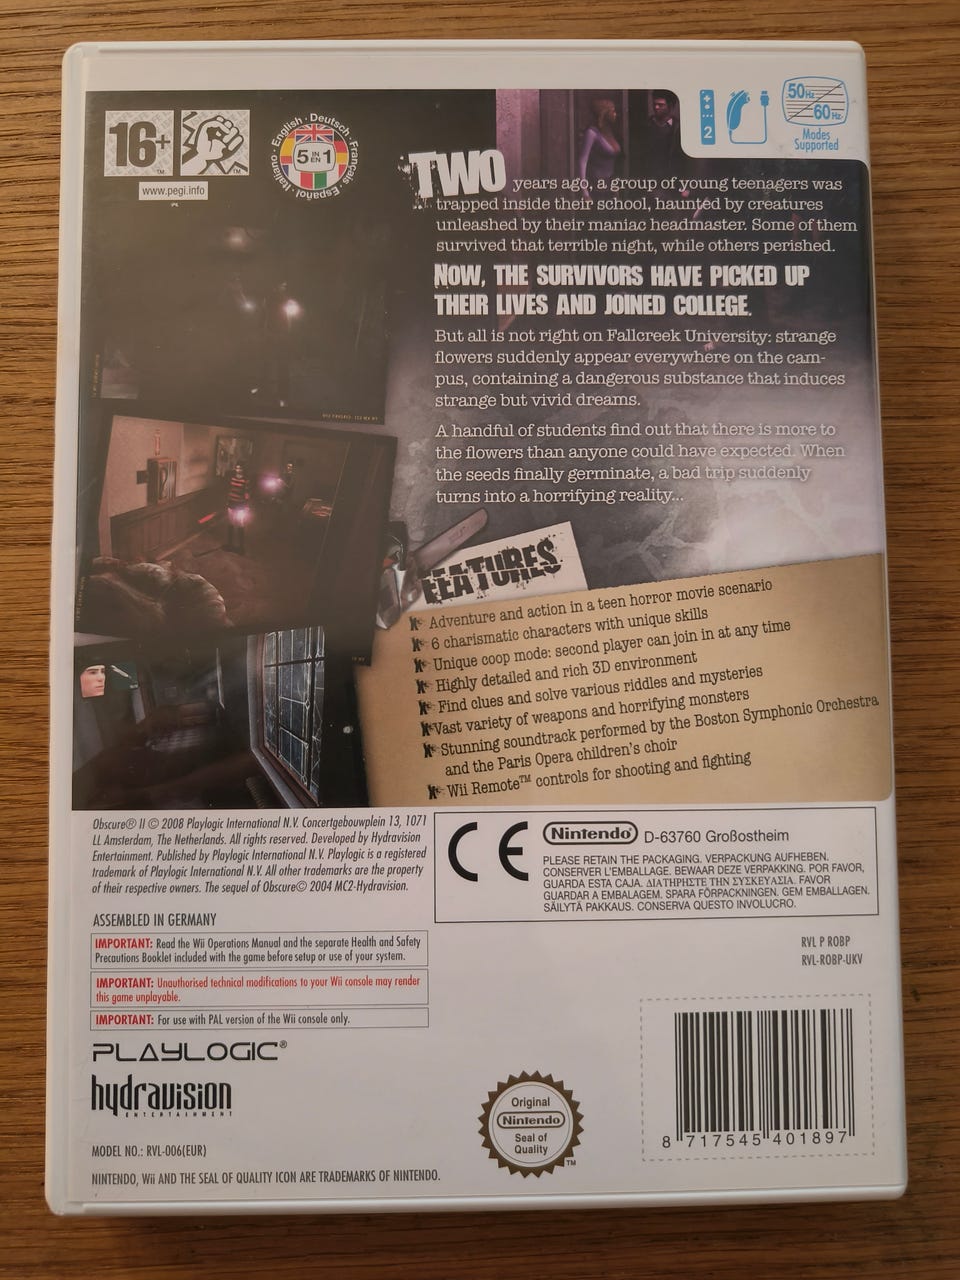 16+
www.pegi.info
English · Deutsch · Français · Español · Italiano
5 IN EN 1
2
50Hz
60Hz
Modes
Supported
TWO years ago, a group of young teenagers was
trapped inside their school, haunted by creatures
unleashed by their maniac headmaster. Some of them
survived that terrible night, while others perished.
NOW, THE SURVIVORS HAVE PICKED UP
THEIR LIVES AND JOINED COLLEGE.
But all is not right on Fallcreek University: strange
flowers suddenly appear everywhere on the cam-
pus, containing a dangerous substance that induces
strange but vivid dreams.
A handful of students find out that there is more to
the flowers than anyone could have expected. When
the seeds finally germinate, a bad trip suddenly
turns into a horrifying reality...
FEATURES
Adventure and action in a teen horror movie scenario
6 charismatic characters with unique skills
Unique coop mode: second player can join in at any time
Highly detailed and rich 3D environment
Find clues and solve various riddles and mysteries
Vast variety of weapons and horrifying monsters
Stunning soundtrack performed by the Boston Symphonic Orchestra
and the Paris Opera children's choir
Wii Remote™ controls for shooting and fighting
Obscure® II © 2008 Playlogic International N.V. Concertgebouwplein 13, 1071
LL Amsterdam, The Netherlands. All rights reserved. Developed by Hydravision
Entertainment. Published by Playlogic International N.V. Playlogic is a registered
trademark of Playlogic International N.V. All other trademarks are the property
of their respective owners. The sequel of Obscure© 2004 MC2-Hydravision.
ASSEMBLED IN GERMANY
IMPORTANT: Read the Wii Operations Manual and the separate Health and Safety
Precautions Booklet included with the game before setup or use of your system.
IMPORTANT: Unauthorised technical modifications to your Wii console may render
this game unplayable.
IMPORTANT: For use with PAL version of the Wii console only.
CE
Nintendo® D-63760 Großostheim
PLEASE RETAIN THE PACKAGING. VERPACKUNG AUFHEBEN.
CONSERVER L'EMBALLAGE. BEWAAR DEZE VERPAKKING. POR FAVOR,
GUARDA ESTA CAJA. ΔΙΑΤΗΡΗΣΤΕ ΤΗΝ ΣΥΣΚΕΥΑΣΙΑ. FAVOR
GUARDAR A EMBALAGEM. SPARA FÖRPACKNINGEN. GEM EMBALLAGEN.
SÄILYTÄ PAKKAUS. CONSERVA QUESTO INVOLUCRO.
RVL P ROBP
RVL-ROBP-UKV
PLAYLOGIC®
hydravision
ENTERTAINMENT
Original
Nintendo
Seal of
Quality
TM
8 717545 401897
MODEL NO.: RVL-006(EUR)
NINTENDO, Wii AND THE SEAL OF QUALITY ICON ARE TRADEMARKS OF NINTENDO.